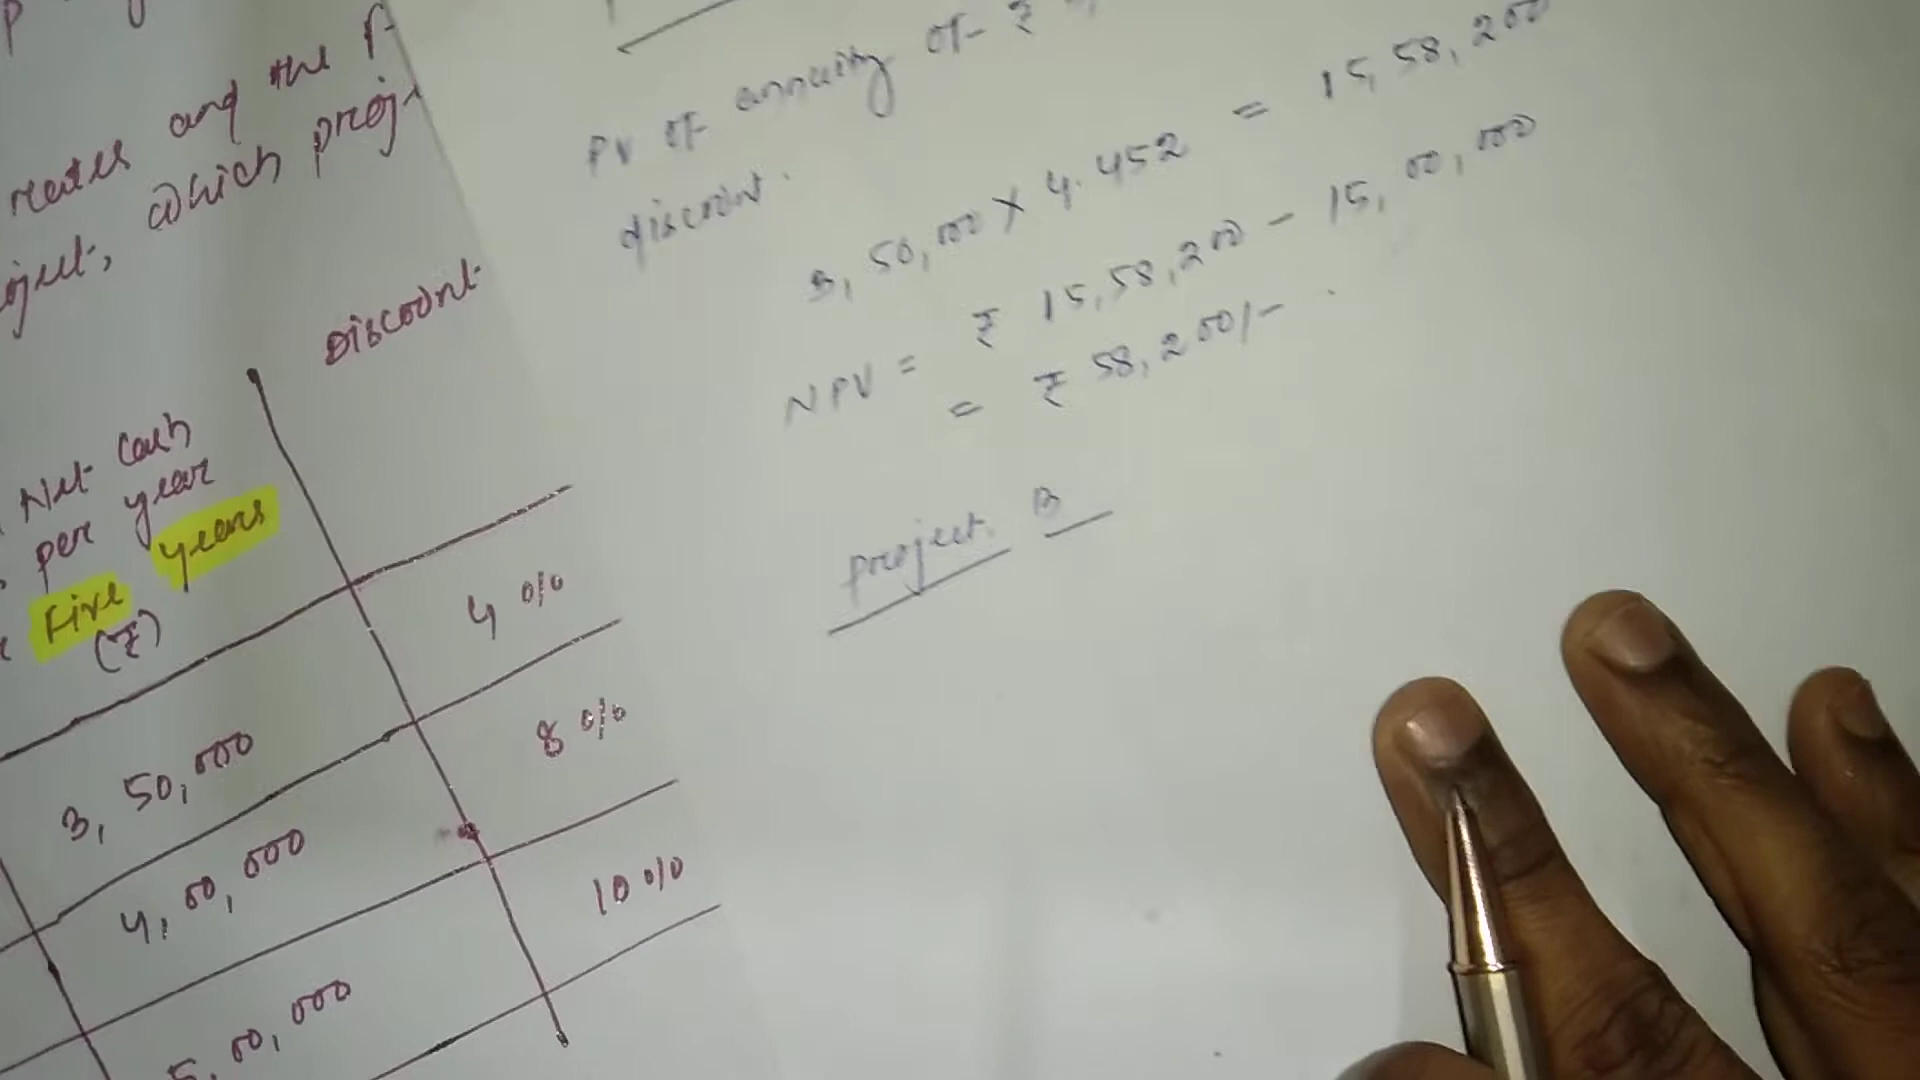 rates and the
oject, which proj
Discount
Net Cash
per year
Five years
(₹)
4 %
3, 50,000
8 %
4, 00,000
10 %
5, 00,000
PV of annuity of ₹
discount.
3, 50,000 X 4.452 = 15,58,200
NPV = ₹ 15,58,200 - 15,00,000
= ₹ 58,200/-
project. B